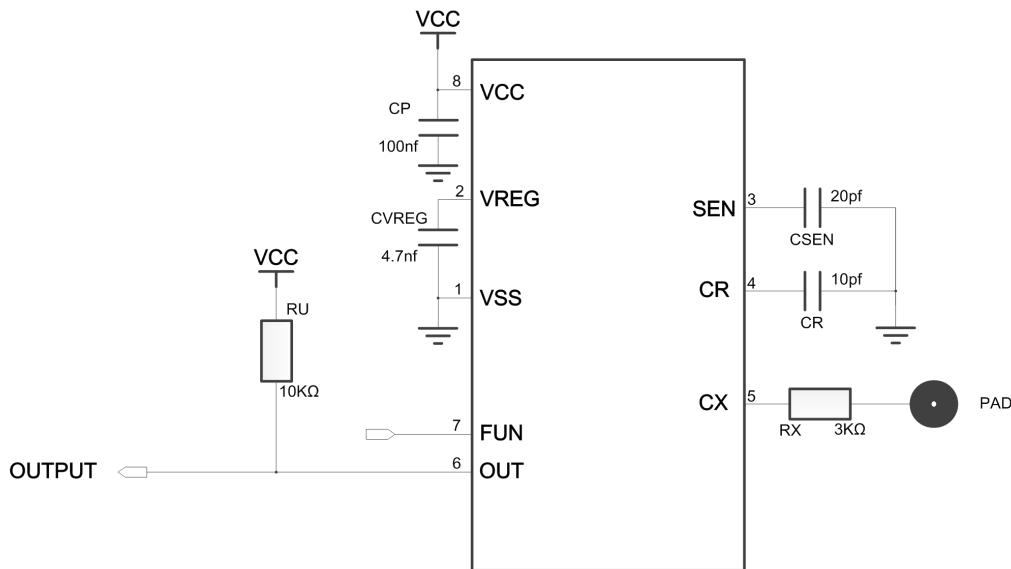 VCC
8
VCC
CP
100nf
2
VREG
CVREG
4.7nf
SEN
3
20pf
CSEN
VCC
1
VSS
CR
4
10pf
CR
RU
10KΩ
CX
5
RX
3KΩ
PAD
7
FUN
OUTPUT
6
OUT